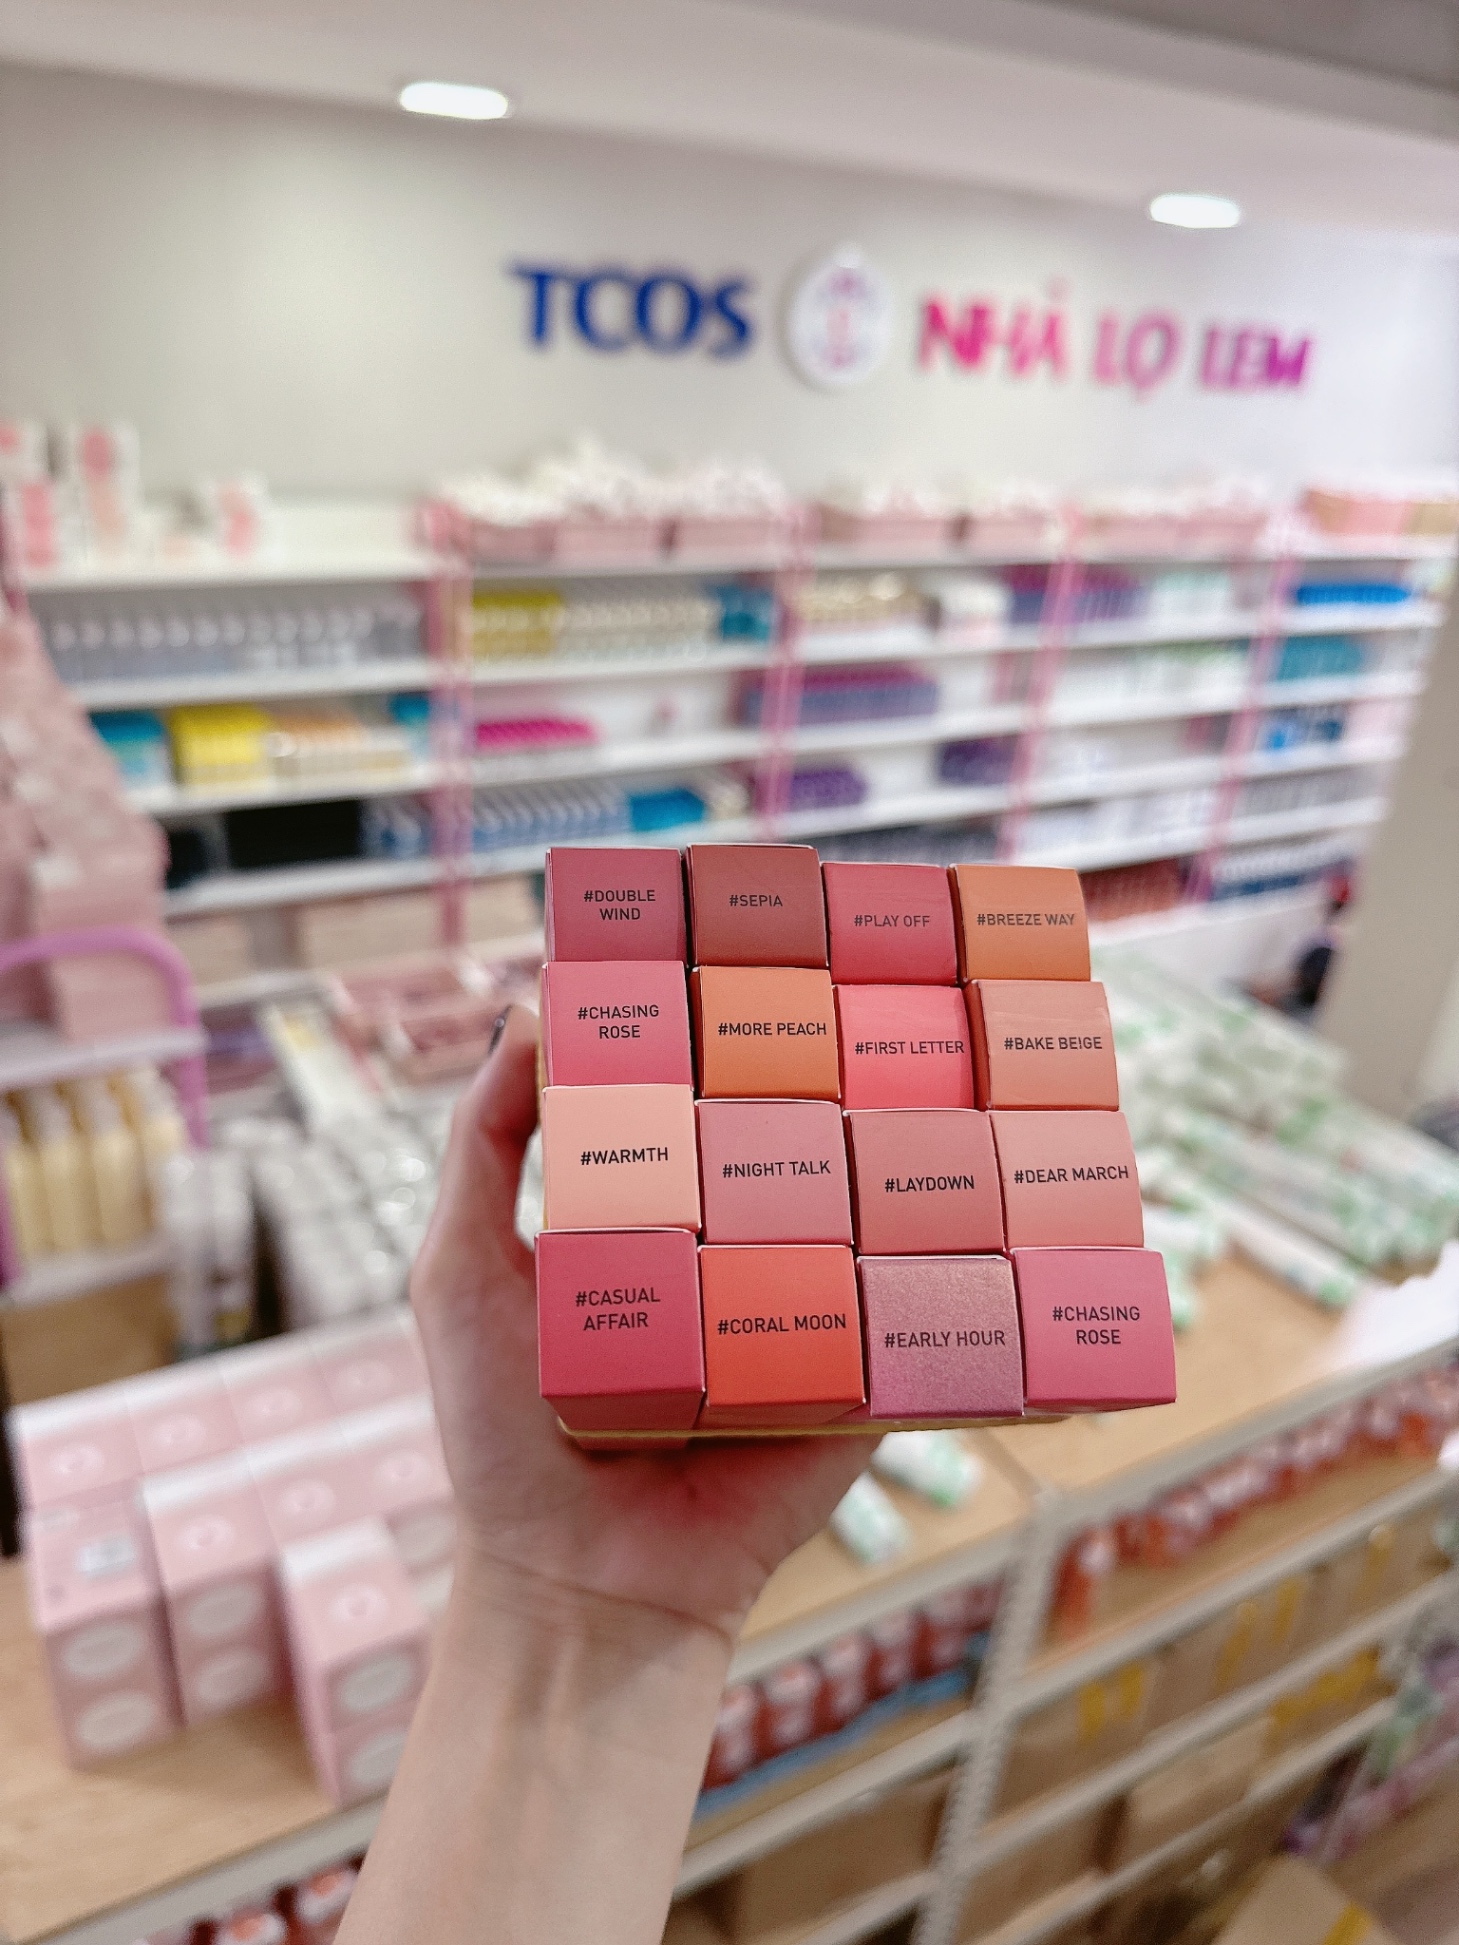 TCOS NHÀ LỌ LEM
#DOUBLE
WIND
#SEPIA
#PLAY OFF
#BREEZE WAY
#CHASING
ROSE
#MORE PEACH
#FIRST LETTER
#BAKE BEIGE
#WARMTH
#NIGHT TALK
#LAYDOWN
#DEAR MARCH
#CASUAL
AFFAIR
#CORAL MOON
#EARLY HOUR
#CHASING
ROSE